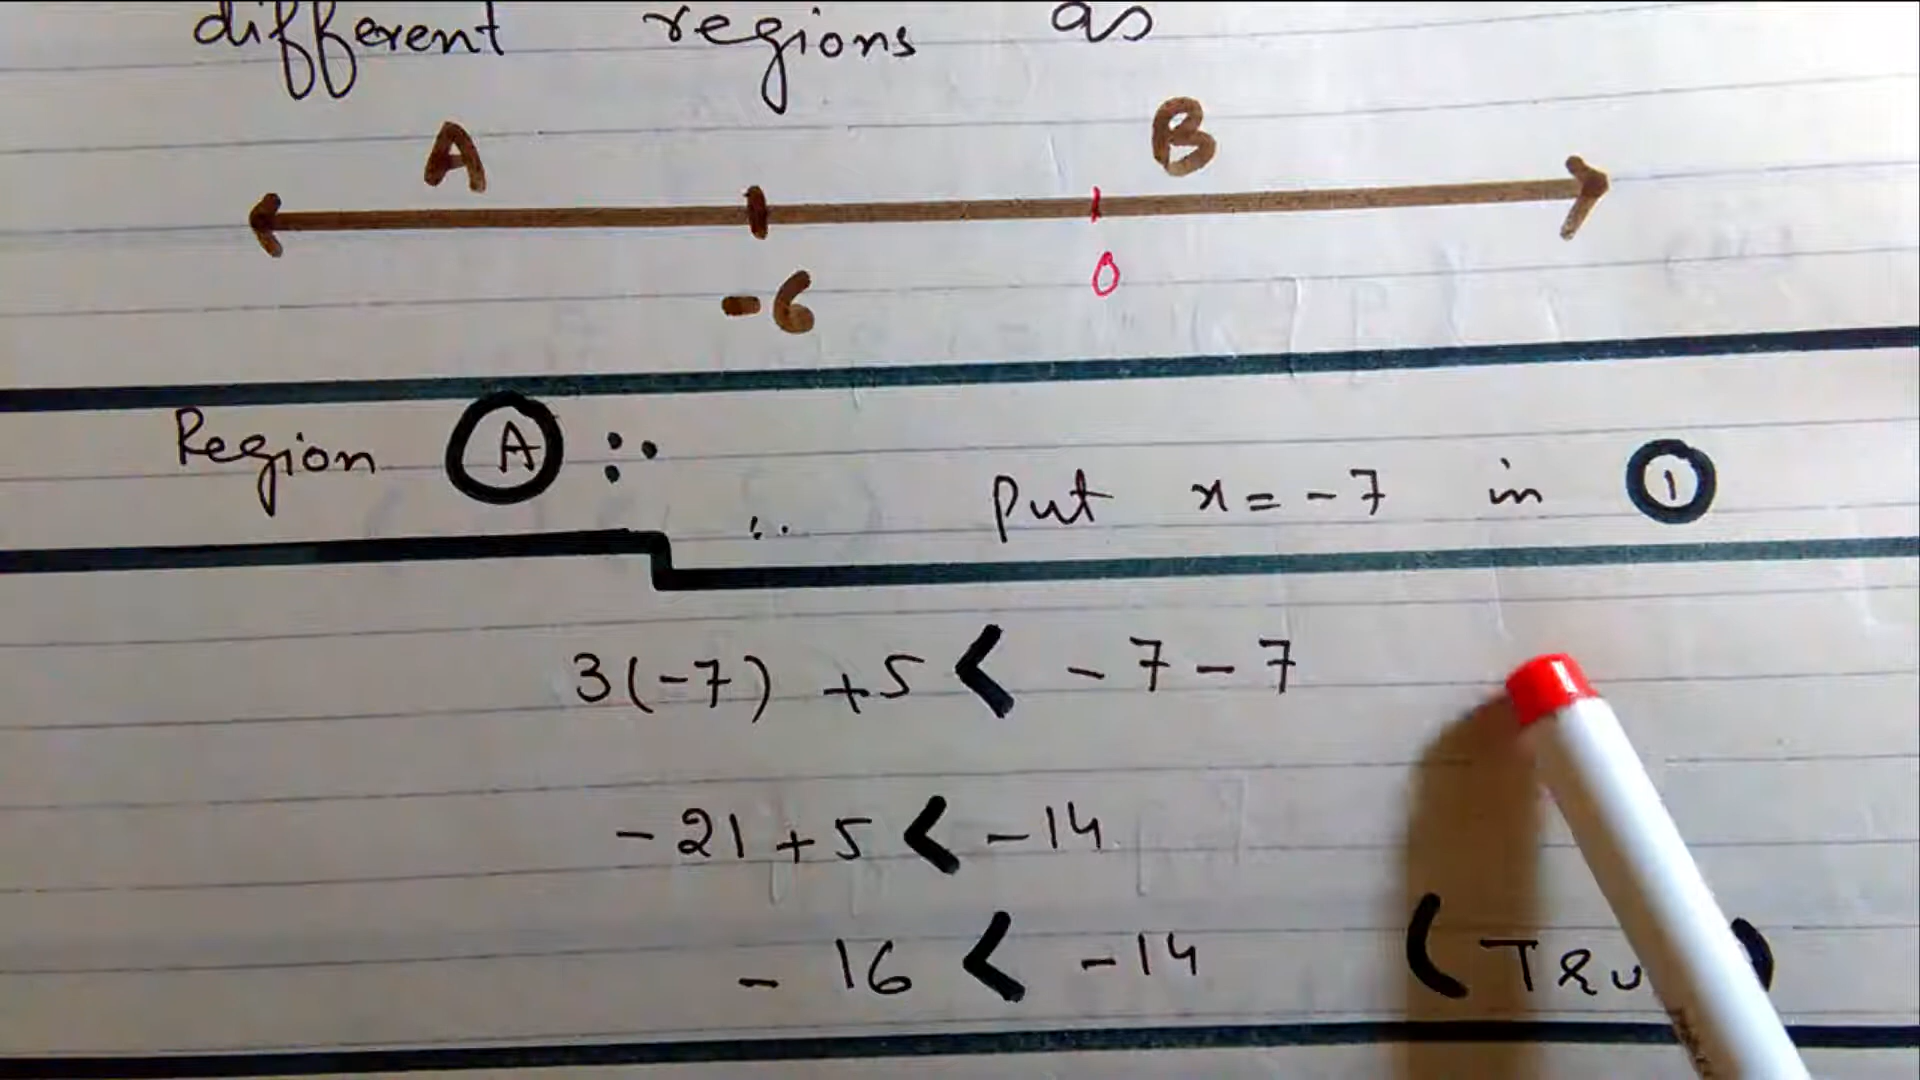 different regions as
A B
-6 0
Region A :. Put x = -7 in 1
3(-7) + 5 < -7 - 7
-21 + 5 < -14
-16 < -14